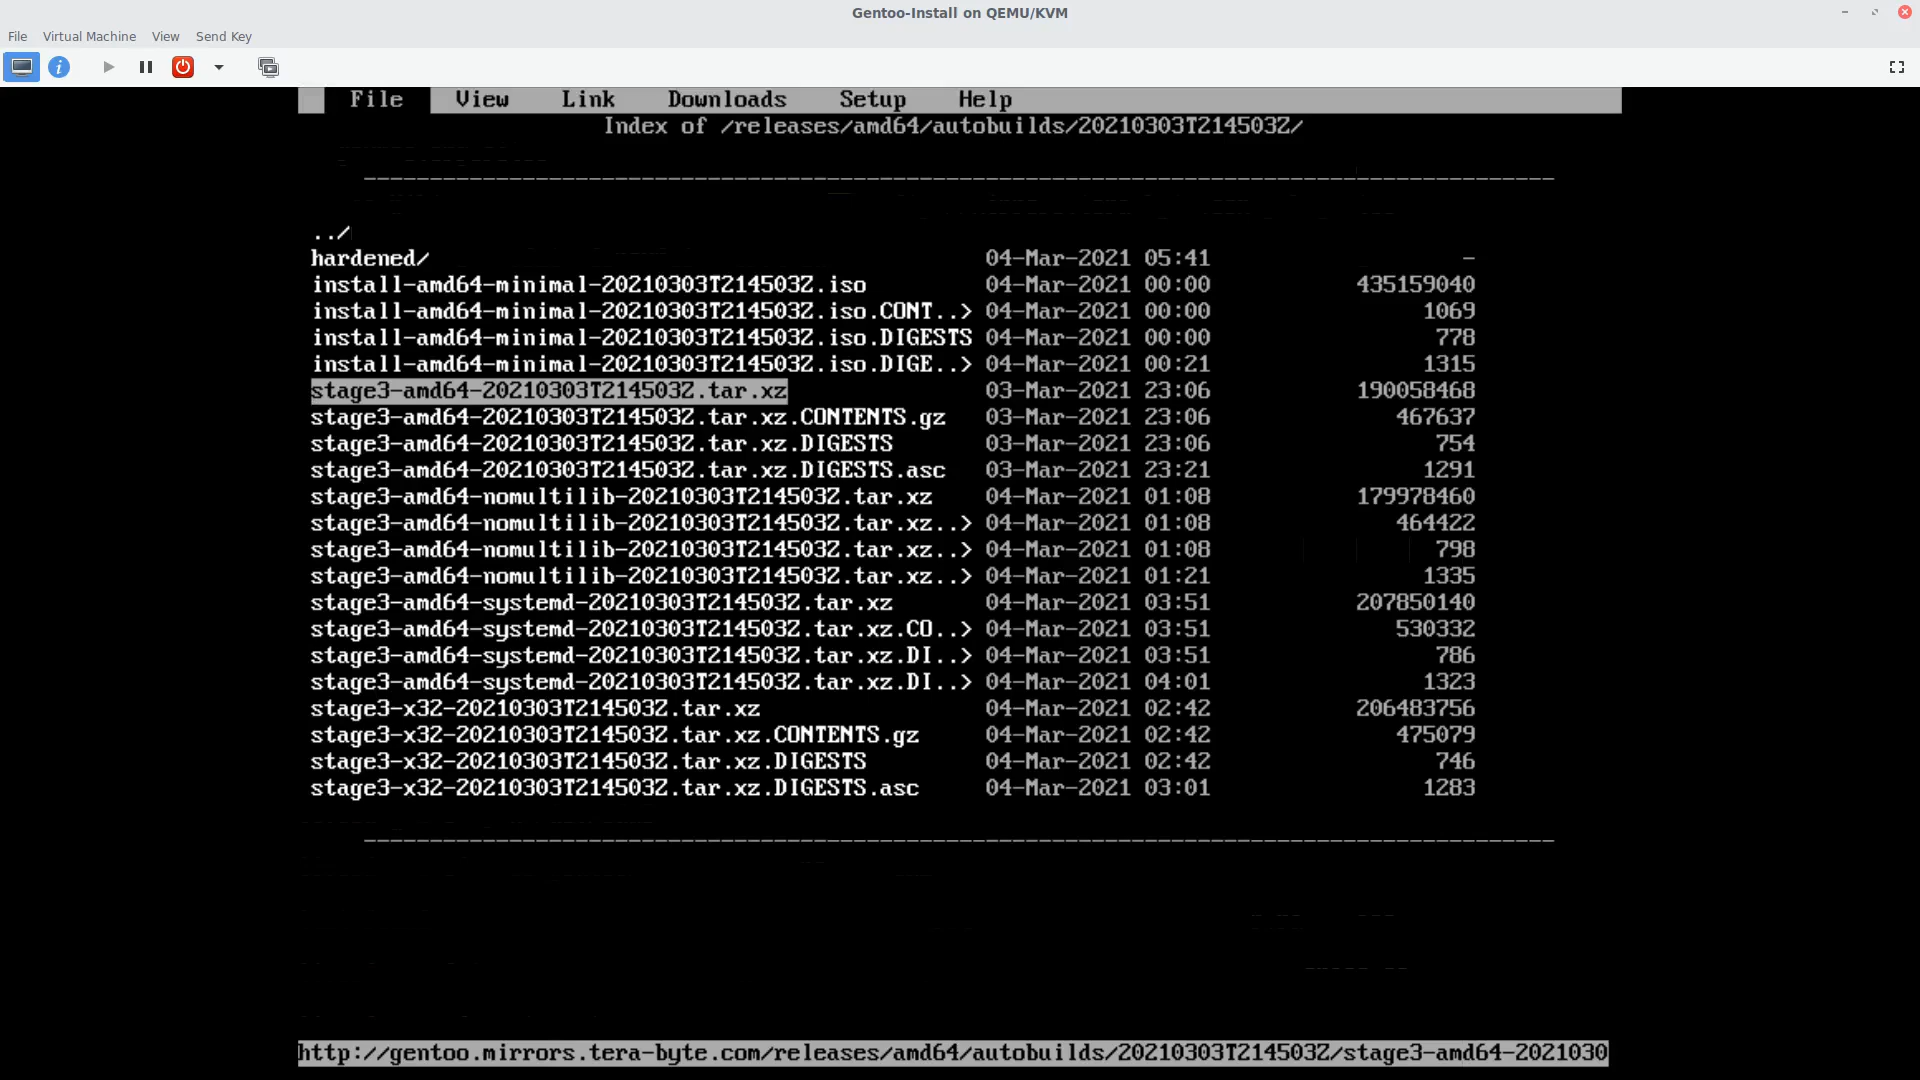 Gentoo-Install on QEMU/KVM
File Virtual Machine View Send Key
File View Link Downloads Setup Help
Index of /releases/amd64/autobuilds/20210303T214503Z/
../
hardened/ 04-Mar-2021 05:41 -
install-amd64-minimal-20210303T214503Z.iso 04-Mar-2021 00:00 435159040
install-amd64-minimal-20210303T214503Z.iso.CONT..> 04-Mar-2021 00:00 1069
install-amd64-minimal-20210303T214503Z.iso.DIGESTS 04-Mar-2021 00:00 778
install-amd64-minimal-20210303T214503Z.iso.DIGE..> 04-Mar-2021 00:21 1315
stage3-amd64-20210303T214503Z.tar.xz 03-Mar-2021 23:06 190058468
stage3-amd64-20210303T214503Z.tar.xz.CONTENTS.gz 03-Mar-2021 23:06 467637
stage3-amd64-20210303T214503Z.tar.xz.DIGESTS 03-Mar-2021 23:06 754
stage3-amd64-20210303T214503Z.tar.xz.DIGESTS.asc 03-Mar-2021 23:21 1291
stage3-amd64-nomultilib-20210303T214503Z.tar.xz 04-Mar-2021 01:08 179978460
stage3-amd64-nomultilib-20210303T214503Z.tar.xz..> 04-Mar-2021 01:08 464422
stage3-amd64-nomultilib-20210303T214503Z.tar.xz..> 04-Mar-2021 01:08 798
stage3-amd64-nomultilib-20210303T214503Z.tar.xz..> 04-Mar-2021 01:21 1335
stage3-amd64-systemd-20210303T214503Z.tar.xz 04-Mar-2021 03:51 207850140
stage3-amd64-systemd-20210303T214503Z.tar.xz.CO..> 04-Mar-2021 03:51 530332
stage3-amd64-systemd-20210303T214503Z.tar.xz.DI..> 04-Mar-2021 03:51 786
stage3-amd64-systemd-20210303T214503Z.tar.xz.DI..> 04-Mar-2021 04:01 1323
stage3-x32-20210303T214503Z.tar.xz 04-Mar-2021 02:42 206483756
stage3-x32-20210303T214503Z.tar.xz.CONTENTS.gz 04-Mar-2021 02:42 475079
stage3-x32-20210303T214503Z.tar.xz.DIGESTS 04-Mar-2021 02:42 746
stage3-x32-20210303T214503Z.tar.xz.DIGESTS.asc 04-Mar-2021 03:01 1283
http://gentoo.mirrors.tera-byte.com/releases/amd64/autobuilds/20210303T214503Z/stage3-amd64-2021030